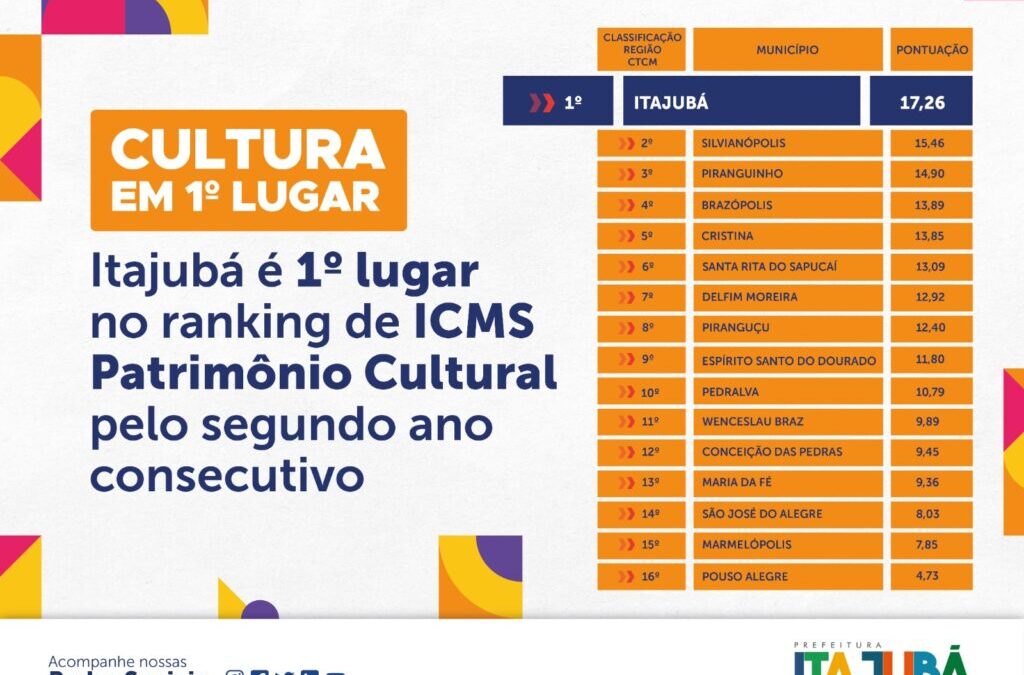 CULTURA
EM 1º LUGAR
Itajubá é 1º lugar
no ranking de ICMS
Patrimônio Cultural
pelo segundo ano
consecutivo
CLASSIFICAÇÃO
REGIÃO
CTCM
MUNICÍPIO
PONTUAÇÃO
1º ITAJUBÁ 17,26
2º SILVIANÓPOLIS 15,46
3º PIRANGUINHO 14,90
4º BRAZÓPOLIS 13,89
5º CRISTINA 13,85
6º SANTA RITA DO SAPUCAÍ 13,09
7º DELFIM MOREIRA 12,92
8º PIRANGUÇU 12,40
9º ESPÍRITO SANTO DO DOURADO 11,80
10º PEDRALVA 10,79
11º WENCESLAU BRAZ 9,89
12º CONCEIÇÃO DAS PEDRAS 9,45
13º MARIA DA FÉ 9,36
14º SÃO JOSÉ DO ALEGRE 8,03
15º MARMELÓPOLIS 7,85
16º POUSO ALEGRE 4,73
Acompanhe nossas
PREFEITURA
ITAJUBÁ